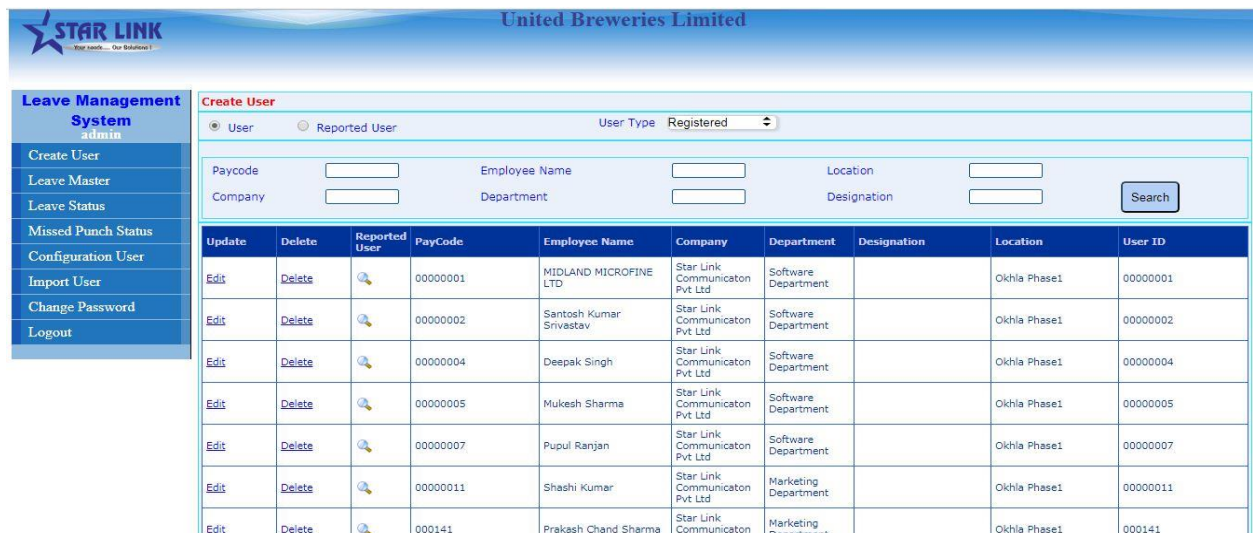 STAR LINK
Your needs.... Our Solutions !
United Breweries Limited
Leave Management
System
admin
Create User
Leave Master
Leave Status
Missed Punch Status
Configuration User
Import User
Change Password
Logout
Create User
User Reported User User Type Registered
Paycode Employee Name Location
Company Department Designation Search
Update Delete Reported User PayCode Employee Name Company Department Designation Location User ID
Edit Delete 00000001 MIDLAND MICROFINE LTD Star Link Communicaton Pvt Ltd Software Department Okhla Phase1 00000001
Edit Delete 00000002 Santosh Kumar Srivastav Star Link Communicaton Pvt Ltd Software Department Okhla Phase1 00000002
Edit Delete 00000004 Deepak Singh Star Link Communicaton Pvt Ltd Software Department Okhla Phase1 00000004
Edit Delete 00000005 Mukesh Sharma Star Link Communicaton Pvt Ltd Software Department Okhla Phase1 00000005
Edit Delete 00000007 Pupul Ranjan Star Link Communicaton Pvt Ltd Software Department Okhla Phase1 00000007
Edit Delete 00000011 Shashi Kumar Star Link Communicaton Pvt Ltd Marketing Department Okhla Phase1 00000011
Edit Delete 000141 Prakash Chand Sharma Star Link Communicaton Marketing Okhla Phase1 000141